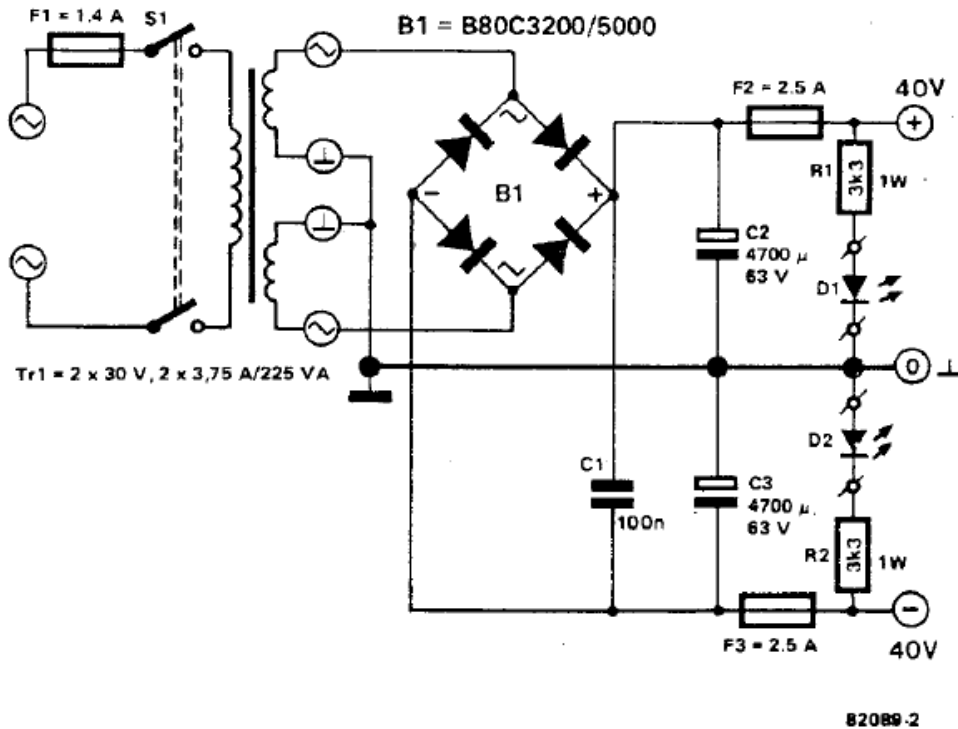 F1 = 1.4 A
S1
B1 = B80C3200/5000
F2 = 2.5 A
40V
+
R1
3k3
1W
B1
-
+
C2
4700 µ
63 V
D1
Tr1 = 2 x 30 V, 2 x 3,75 A/225 VA
0
D2
C1
100n
C3
4700 µ.
63 V
R2
3k3
1W
-
F3 = 2.5 A
40V
82089-2